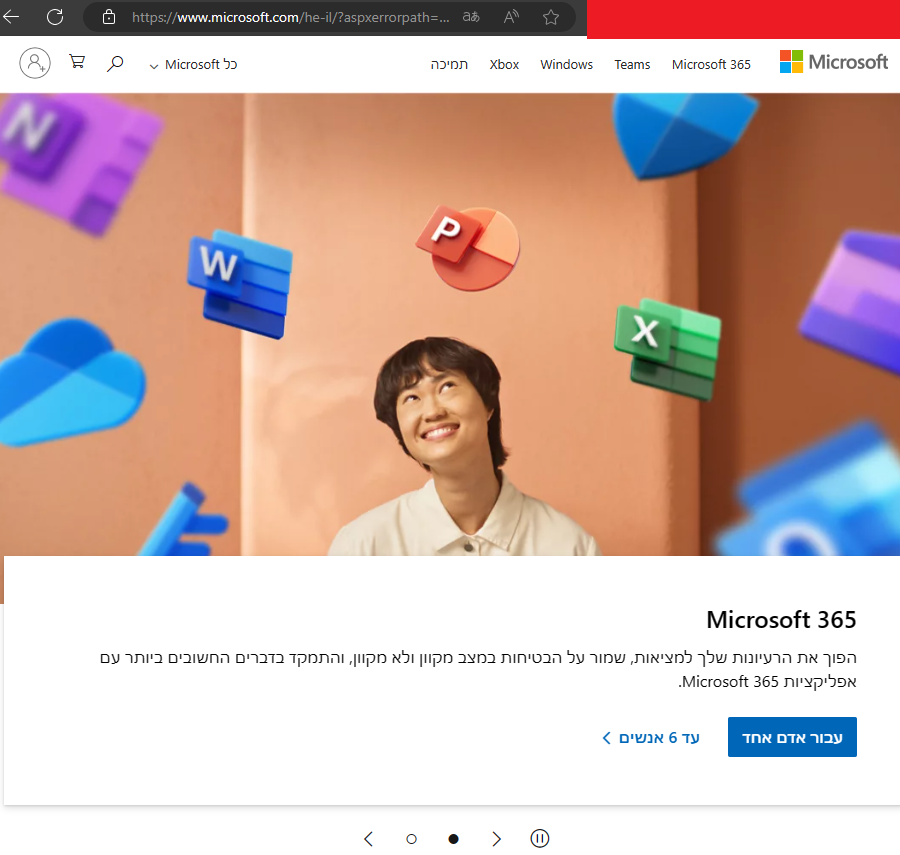 https://www.microsoft.com/he-il/?aspxerrorpath=...
Microsoft
Microsoft 365
Teams
Windows
Xbox
תמיכה
כל Microsoft
N
W
P
X
Microsoft 365
הפוך את הרעיונות שלך למציאות, שמור על הבטיחות במצב מקוון ולא מקוון, והתמקד בדברים החשובים ביותר עם
אפליקציות Microsoft 365.
עבור אדם אחד
עד 6 אנשים